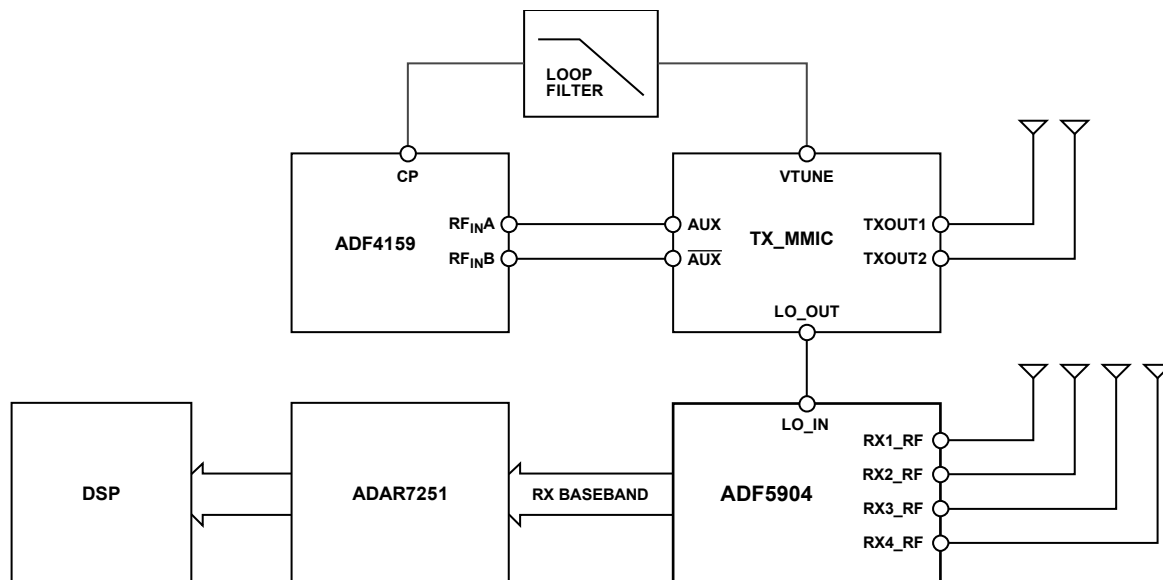 LOOP
FILTER
CP
VTUNE
RFINA
AUX
TXOUT1
ADF4159
TX_MMIC
RFINB
AUX
TXOUT2
LO_OUT
LO_IN
RX1_RF
RX2_RF
DSP
ADAR7251
RX BASEBAND
ADF5904
RX3_RF
RX4_RF